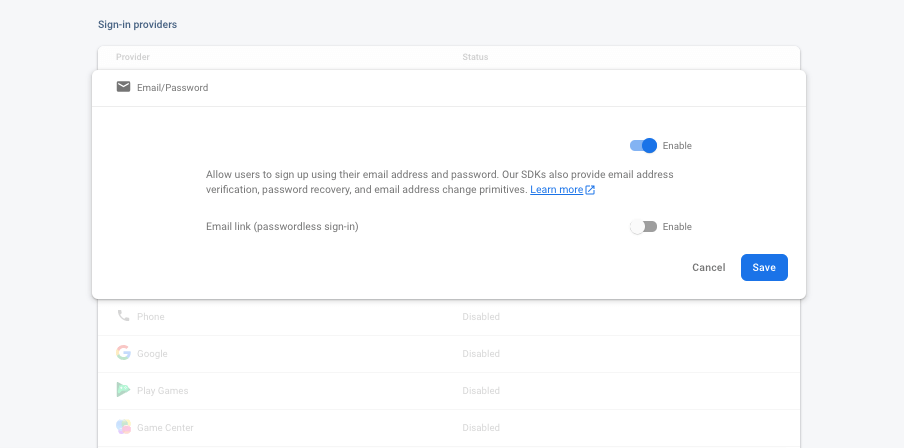 Sign-in providers
Provider Status
Email/Password
Enable
Allow users to sign up using their email address and password. Our SDKs also provide email address
verification, password recovery, and email address change primitives. Learn more
Email link (passwordless sign-in) Enable
Cancel Save
Phone Disabled
Google Disabled
Play Games Disabled
Game Center Disabled